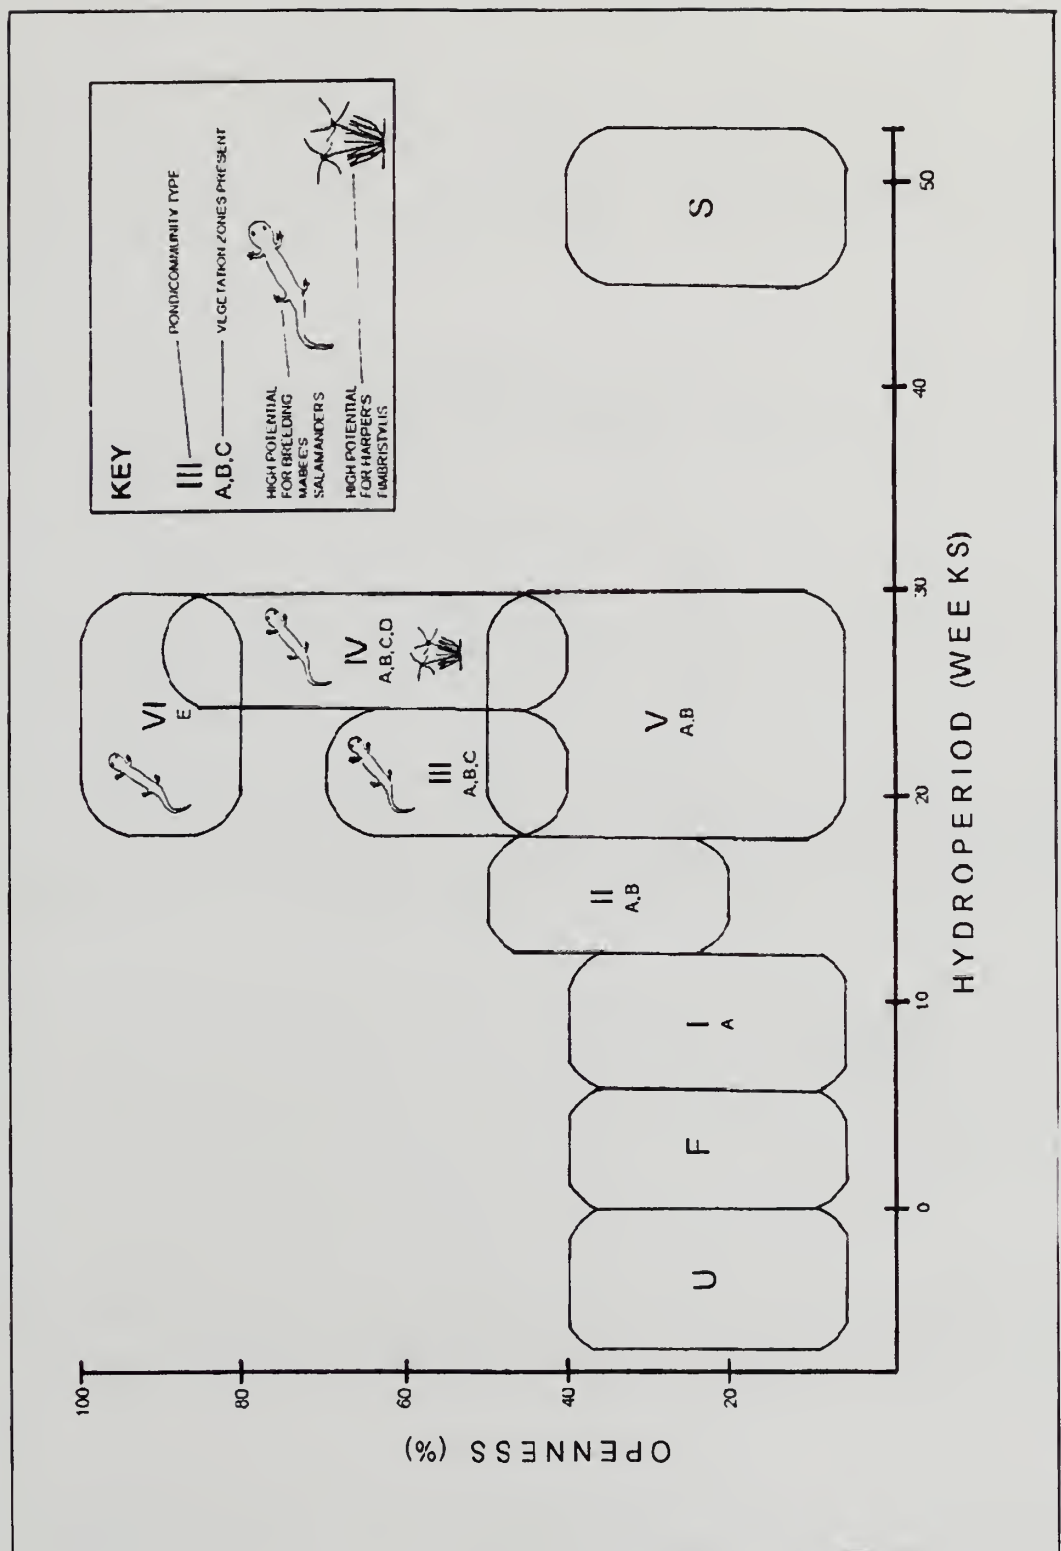 KEY
III POND/COMMUNITY TYPE
A,B,C VEGETATION ZONES PRESENT
HIGH POTENTIAL
FOR BREEDING
MABEE'S
SALAMANDERS
HIGH POTENTIAL
FOR HARPER'S
FIMBRISTYLIS
OPENNESS (%)
100
80
60
40
20
VI
E
IV
A,B,C,D
III
A,B,C
V
A,B
II
A,B
I
A
F
U
S
0
10
20
30
40
50
HYDROPERIOD (WEEKS)